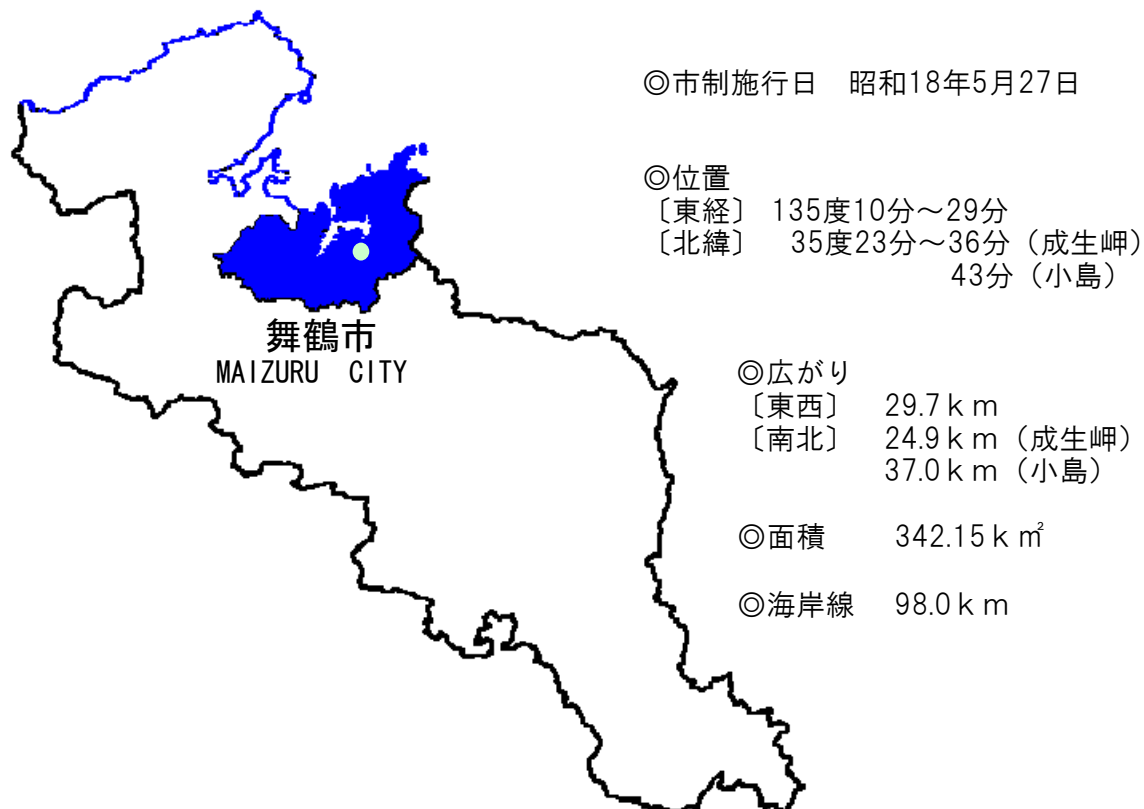 ◎市制施行日　昭和18年5月27日
◎位置
〔東経〕 135度10分～29分
〔北緯〕　35度23分～36分（成生岬）
43分（小島）
舞鶴市
MAIZURU　CITY
◎広がり
〔東西〕　29.7ｋｍ
〔南北〕　24.9ｋｍ（成生岬）
37.0ｋｍ（小島）
◎面積　　342.15ｋ㎡
◎海岸線　98.0ｋｍ